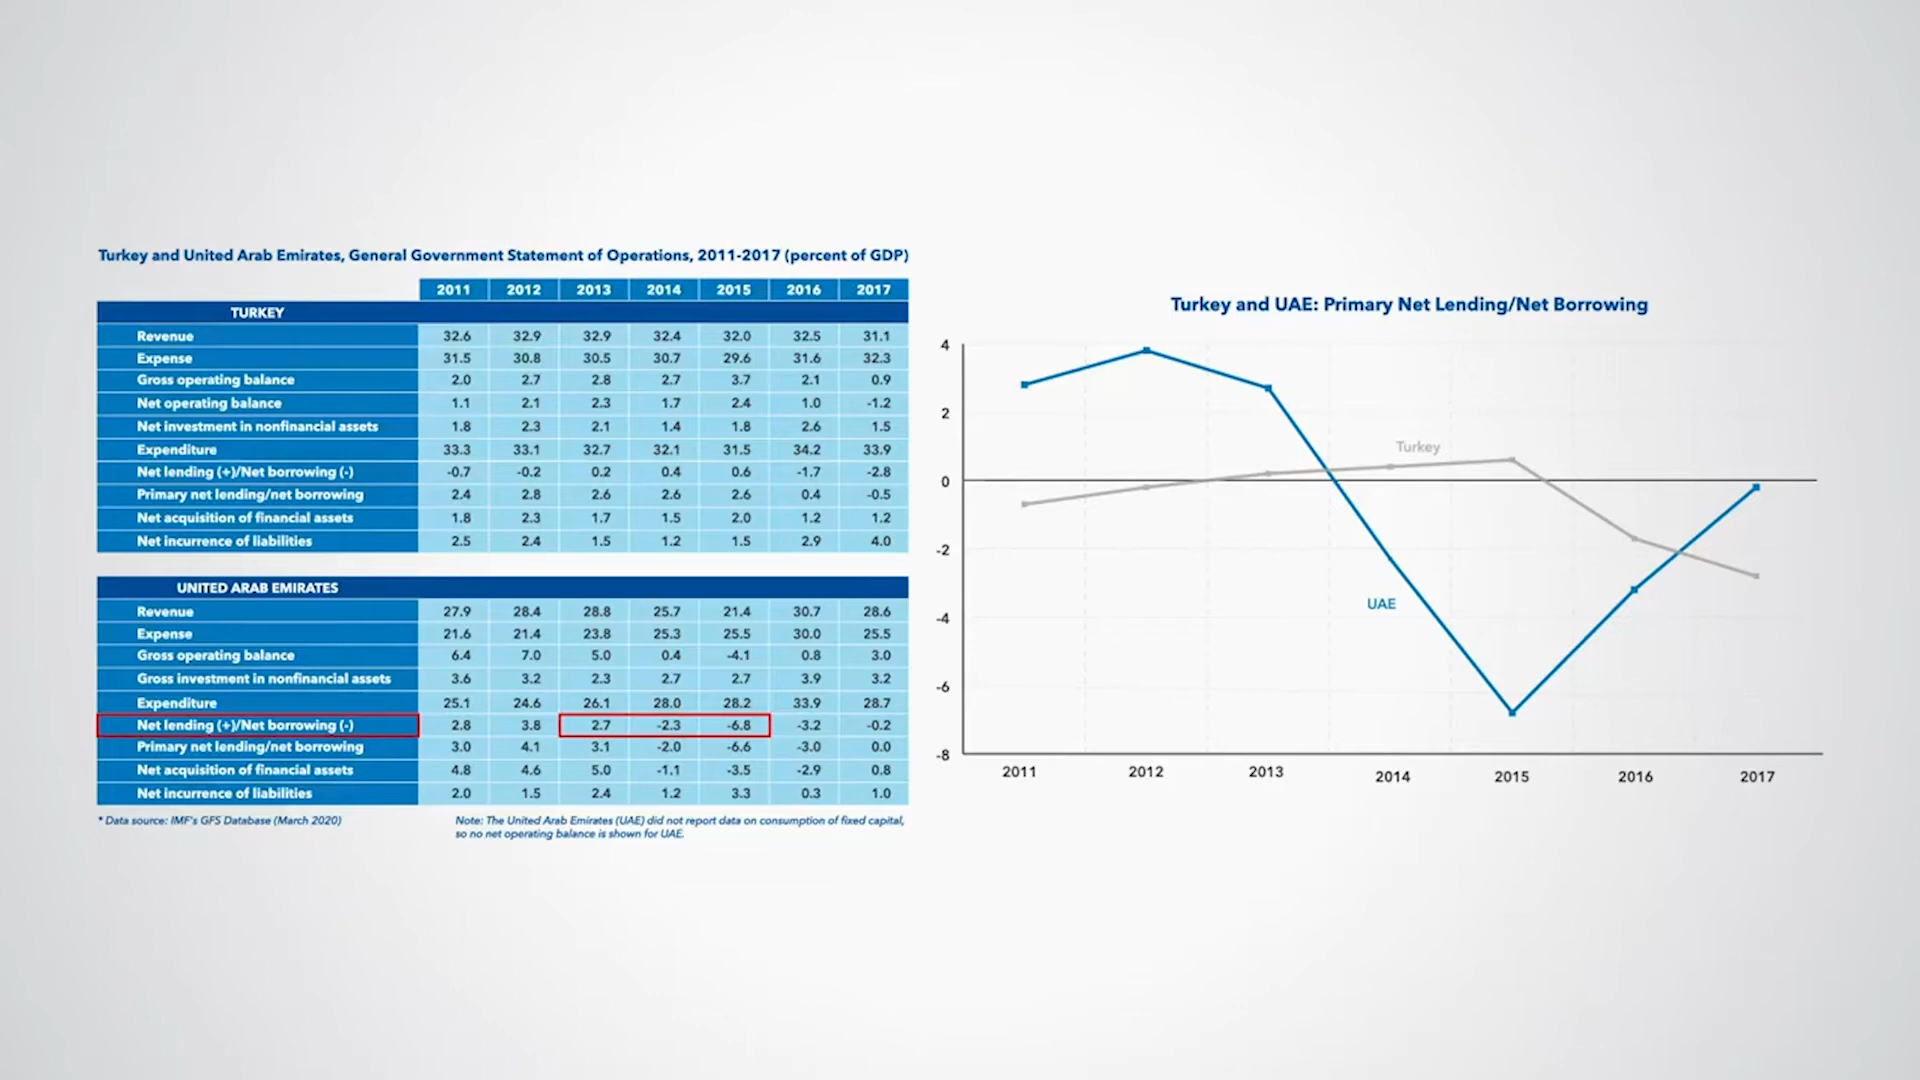 Turkey and United Arab Emirates, General Government Statement of Operations, 2011-2017 (percent of GDP)
2011 2012 2013 2014 2015 2016 2017
TURKEY
Revenue 32.6 32.9 32.9 32.4 32.0 32.5 31.1
Expense 31.5 30.8 30.5 30.7 29.6 31.6 32.3
Gross operating balance 2.0 2.7 2.8 2.7 3.7 2.1 0.9
Net operating balance 1.1 2.1 2.3 1.7 2.4 1.0 -1.2
Net investment in nonfinancial assets 1.8 2.3 2.1 1.4 1.8 2.6 1.5
Expenditure 33.3 33.1 32.7 32.1 31.5 34.2 33.9
Net lending (+)/Net borrowing (-) -0.7 -0.2 0.2 0.4 0.6 -1.7 -2.8
Primary net lending/net borrowing 2.4 2.8 2.6 2.6 2.6 0.4 -0.5
Net acquisition of financial assets 1.8 2.3 1.7 1.5 2.0 1.2 1.2
Net incurrence of liabilities 2.5 2.4 1.5 1.2 1.5 2.9 4.0
UNITED ARAB EMIRATES
Revenue 27.9 28.4 28.8 25.7 21.4 30.7 28.6
Expense 21.6 21.4 23.8 25.3 25.5 30.0 25.5
Gross operating balance 6.4 7.0 5.0 0.4 -4.1 0.8 3.0
Gross investment in nonfinancial assets 3.6 3.2 2.3 2.7 2.7 3.9 3.2
Expenditure 25.1 24.6 26.1 28.0 28.2 33.9 28.7
Net lending (+)/Net borrowing (-) 2.8 3.8 2.7 -2.3 -6.8 -3.2 -0.2
Primary net lending/net borrowing 3.0 4.1 3.1 -2.0 -6.6 -3.0 0.0
Net acquisition of financial assets 4.8 4.6 5.0 -1.1 -3.5 -2.9 0.8
Net incurrence of liabilities 2.0 1.5 2.4 1.2 3.3 0.3 1.0
* Data source: IMF's GFS Database (March 2020)
Note: The United Arab Emirates (UAE) did not report data on consumption of fixed capital,
so no net operating balance is shown for UAE.
Turkey and UAE: Primary Net Lending/Net Borrowing
4
2
0
-2
-4
-6
-8
Turkey
UAE
2011 2012 2013 2014 2015 2016 2017